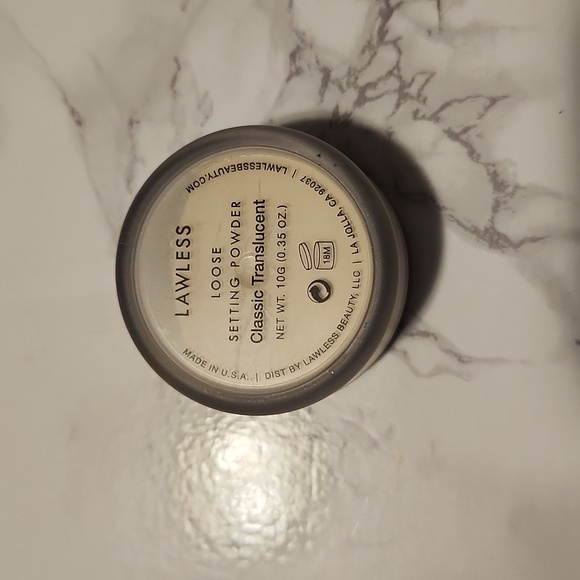 LAWLESS
LOOSE
SETTING POWDER
Classic Translucent
NET WT. 10G (0.35 OZ.)
18M
MADE IN U.S.A. | DIST BY LAWLESS BEAUTY, LLC | LA JOLLA, CA 92037 | LAWLESSBEAUTY.COM